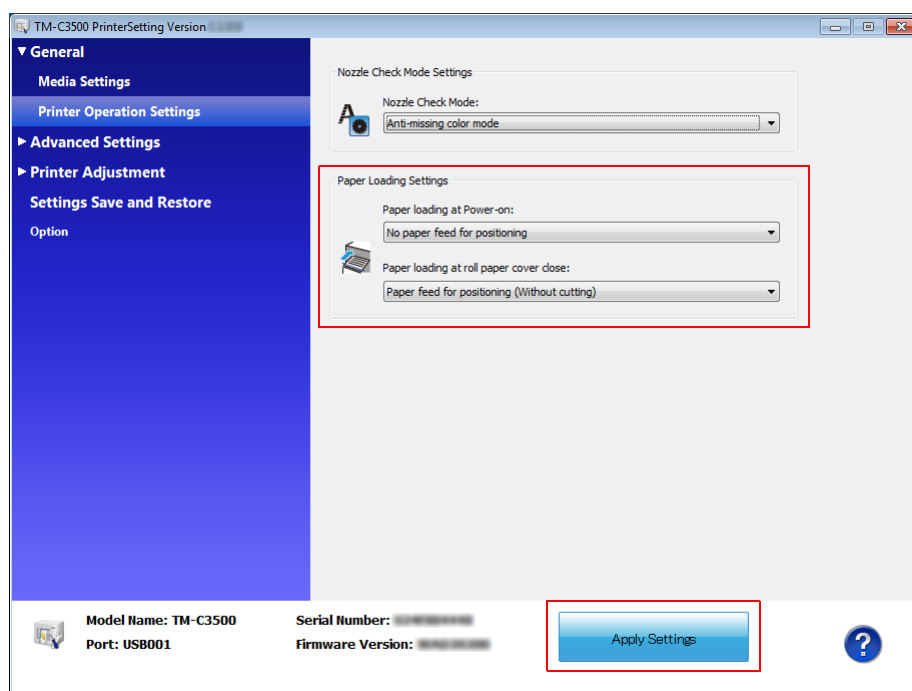 TM-C3500 PrinterSetting Version
General
Media Settings
Printer Operation Settings
Advanced Settings
Printer Adjustment
Settings Save and Restore
Option
Nozzle Check Mode Settings
Nozzle Check Mode:
Anti-missing color mode
Paper Loading Settings
Paper loading at Power-on:
No paper feed for positioning
Paper loading at roll paper cover close:
Paper feed for positioning (Without cutting)
Model Name: TM-C3500
Port: USB001
Serial Number:
Firmware Version:
Apply Settings
?